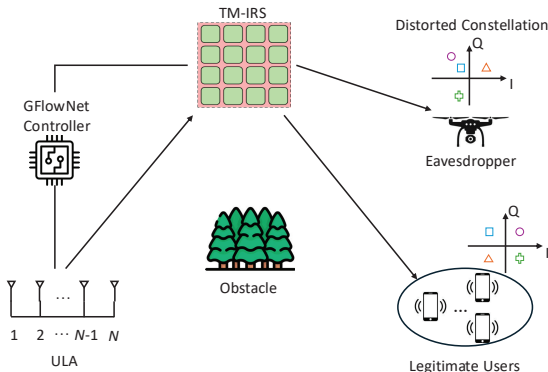 TM-IRS
Distorted Constellation
Q
I
GFlowNet
Controller
Eavesdropper
Q
I
Obstacle
...
...
1 2 ... N-1 N
ULA
Legitimate Users